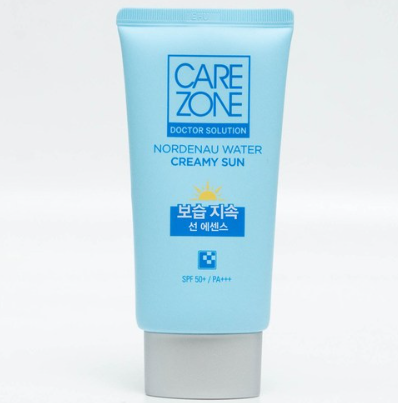 CARE
ZONE
DOCTOR SOLUTION
NORDENAU WATER
CREAMY SUN
보습 지속
선 에센스
SPF 50+ / PA+++